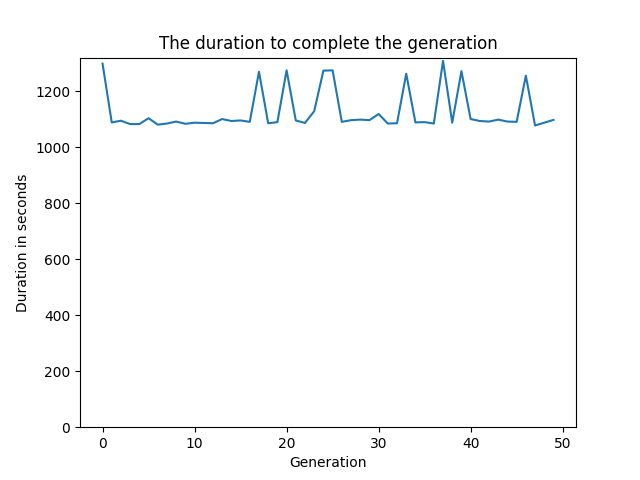 The duration to complete the generation
1200
1000
800
600
400
200
0
Duration in seconds
0 10 20 30 40 50
Generation